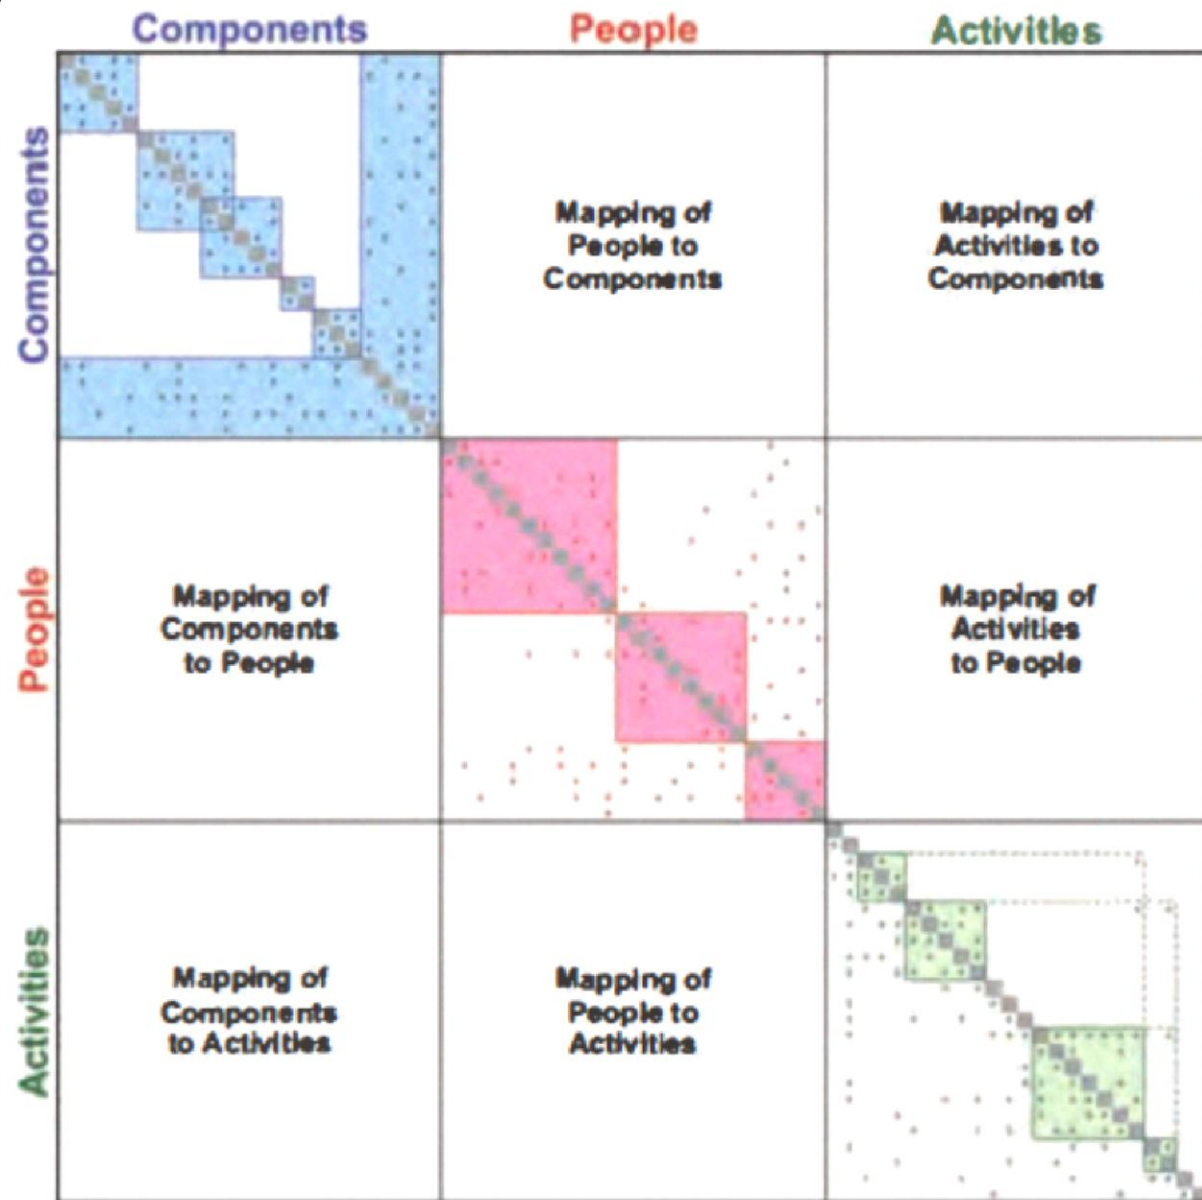 Components People Activities
Components
Mapping of
People to
Components
Mapping of
Activities to
Components
People
Mapping of
Components
to People
Mapping of
Activities
to People
Activities
Mapping of
Components
to Activities
Mapping of
People to
Activities